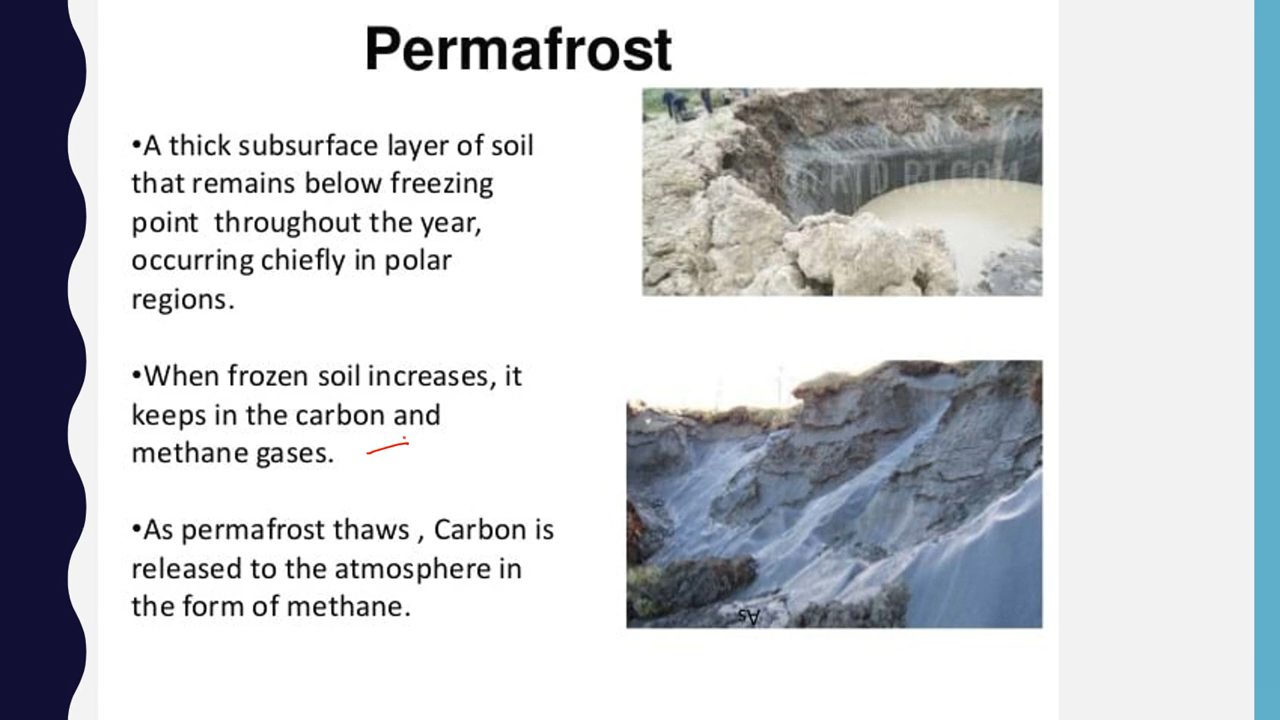 Permafrost
•A thick subsurface layer of soil
that remains below freezing
point  throughout the year,
occurring chiefly in polar
regions.
•When frozen soil increases, it
keeps in the carbon and
methane gases.
•As permafrost thaws , Carbon is
released to the atmosphere in
the form of methane.
As